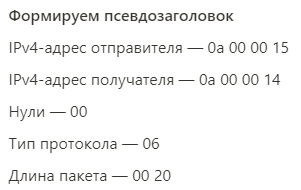 Формируем псевдозаголовок
IPv4-адрес отправителя — 0a 00 00 15
IPv4-адрес получателя — 0a 00 00 14
Нули — 00
Тип протокола — 06
Длина пакета — 00 20